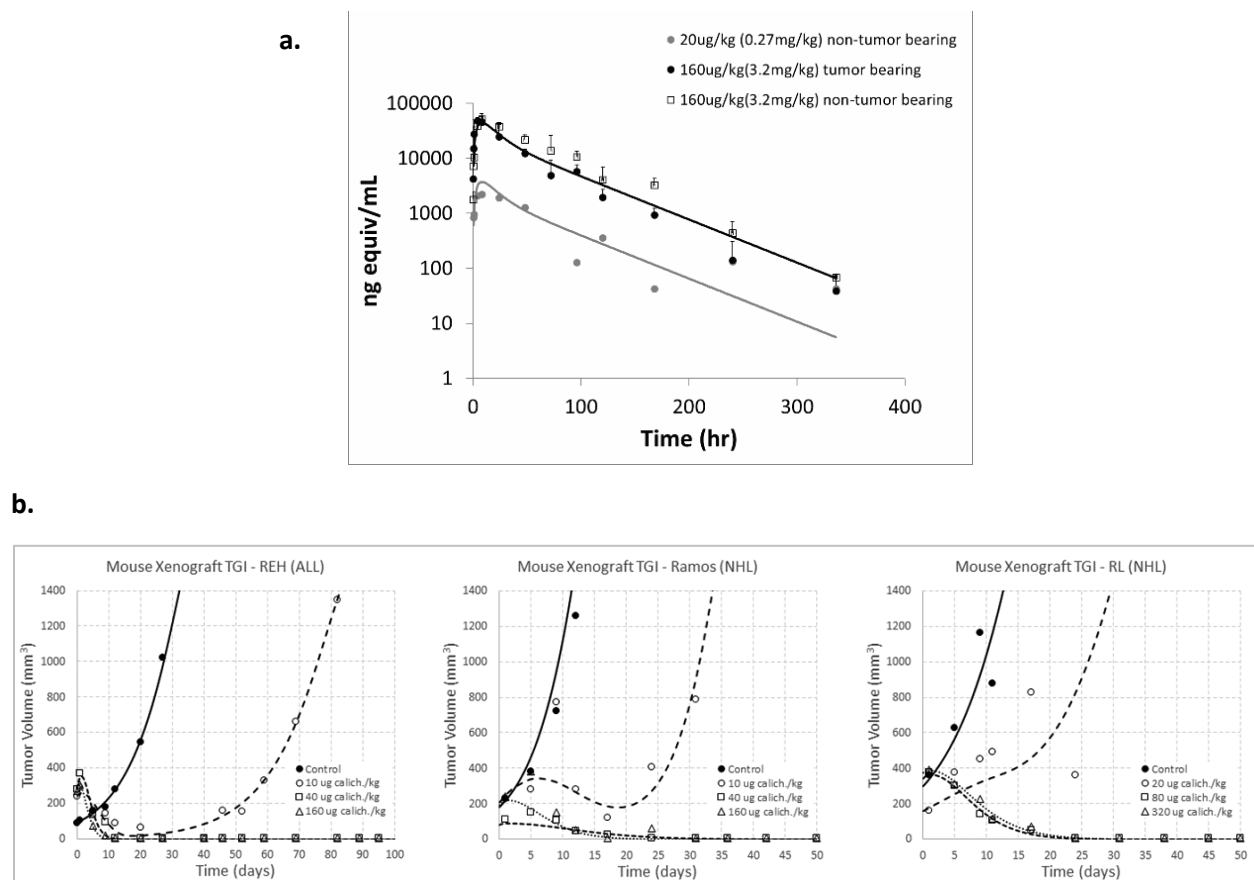 a.
20ug/kg (0.27mg/kg) non-tumor bearing
160ug/kg(3.2mg/kg) tumor bearing
160ug/kg(3.2mg/kg) non-tumor bearing
100000
10000
1000
100
10
1
ng equiv/mL
0
100
200
300
400
Time (hr)
b.
Mouse Xenograft TGI - REH (ALL)
1400
1200
1000
800
600
400
200
0
Tumor Volume (mm³)
Control
10 ug calich./kg
40 ug calich./kg
160 ug calich./kg
0 10 20 30 40 50 60 70 80 90 100
Time (days)
Mouse Xenograft TGI - Ramos (NHL)
1400
1200
1000
800
600
400
200
0
Tumor Volume (mm³)
Control
10 ug calich./kg
40 ug calich./kg
160 ug calich./kg
0 5 10 15 20 25 30 35 40 45 50
Time (days)
Mouse Xenograft TGI - RL (NHL)
1400
1200
1000
800
600
400
200
0
Tumor Volume (mm³)
Control
20 ug calich./kg
80 ug calich./kg
320 ug calich./kg
0 5 10 15 20 25 30 35 40 45 50
Time (days)